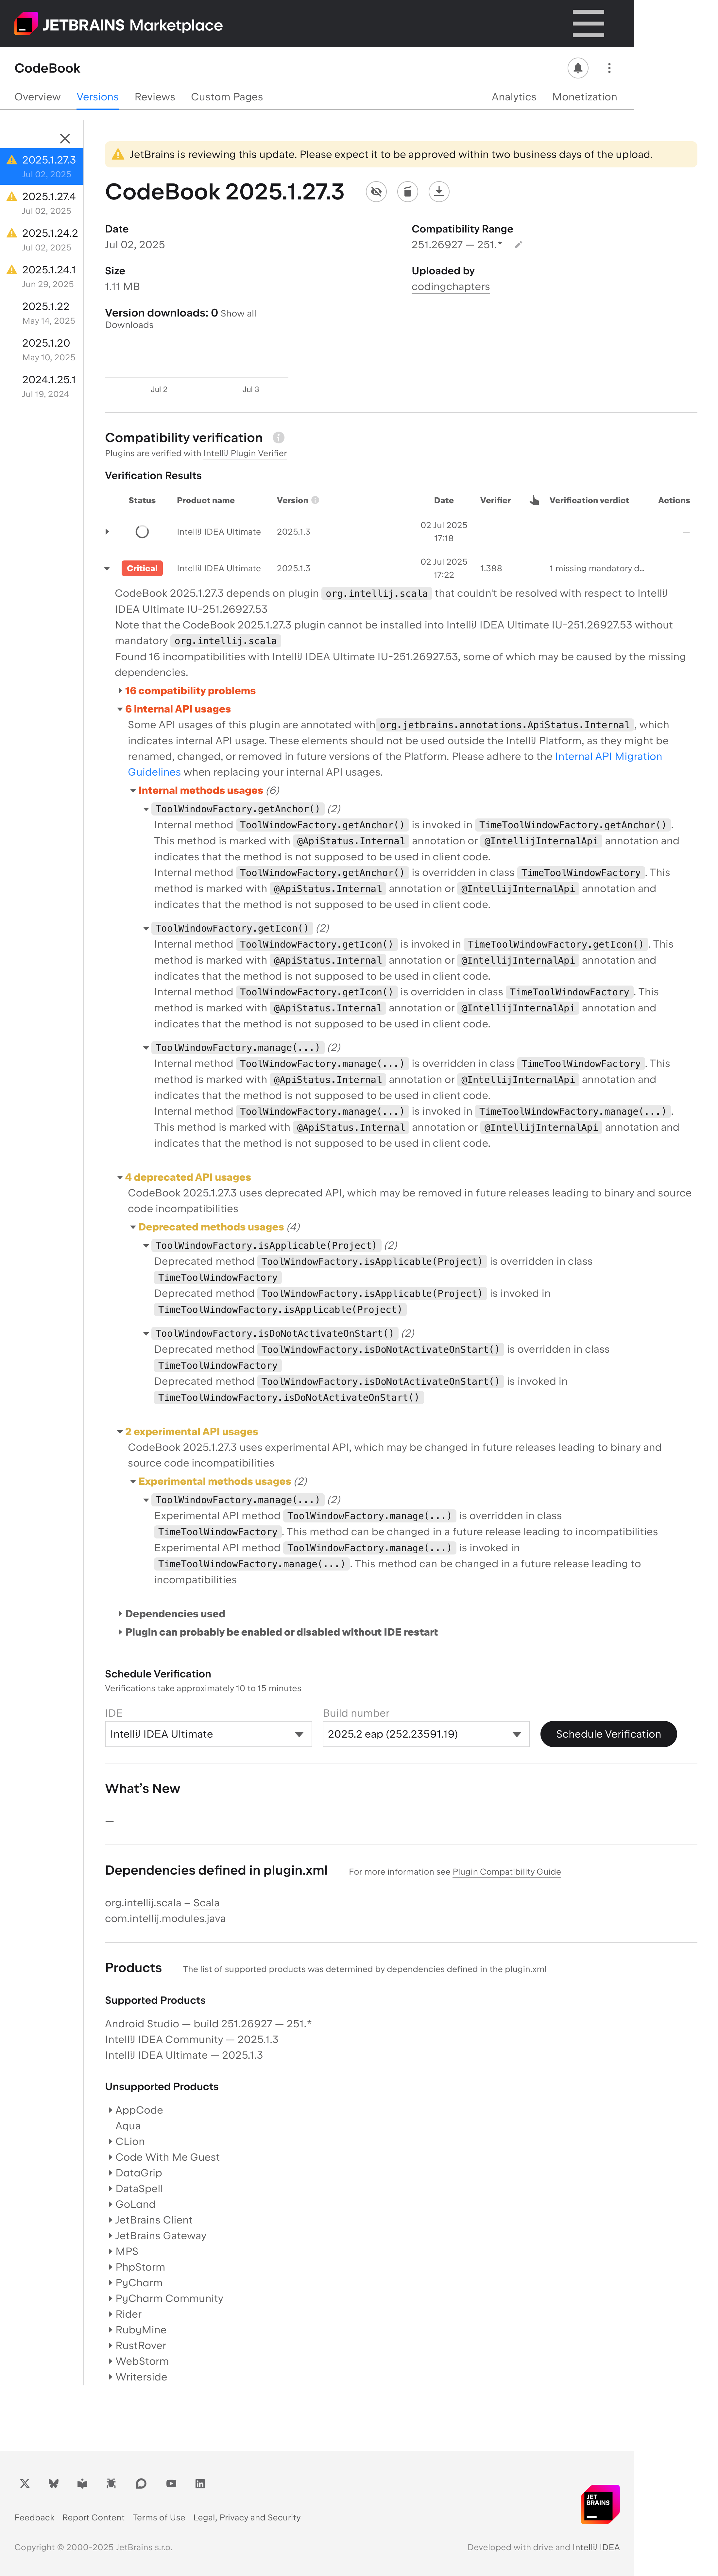 JETBRAINS Marketplace
CodeBook
Overview Versions Reviews Custom Pages Analytics Monetization
2025.1.27.3
Jul 02, 2025
2025.1.27.4
Jul 02, 2025
2025.1.24.2
Jul 02, 2025
2025.1.24.1
Jun 29, 2025
2025.1.22
May 14, 2025
2025.1.20
May 10, 2025
2024.1.25.1
Jul 19, 2024
JetBrains is reviewing this update. Please expect it to be approved within two business days of the upload.
CodeBook 2025.1.27.3
Date
Jul 02, 2025
Compatibility Range
251.26927 — 251.*
Size
1.11 MB
Uploaded by
codingchapters
Version downloads: 0 Show all
Downloads
Jul 2 Jul 3
Compatibility verification
Plugins are verified with IntelliJ Plugin Verifier
Verification Results
Status Product name Version Date Verifier Verification verdict Actions
IntelliJ IDEA Ultimate 2025.1.3 02 Jul 2025 —
17:18
Critical IntelliJ IDEA Ultimate 2025.1.3 02 Jul 2025 1.388 1 missing mandatory d...
17:22
CodeBook 2025.1.27.3 depends on plugin org.intellij.scala that couldn't be resolved with respect to IntelliJ
IDEA Ultimate IU-251.26927.53
Note that the CodeBook 2025.1.27.3 plugin cannot be installed into IntelliJ IDEA Ultimate IU-251.26927.53 without
mandatory org.intellij.scala
Found 16 incompatibilities with IntelliJ IDEA Ultimate IU-251.26927.53, some of which may be caused by the missing
dependencies.
16 compatibility problems
6 internal API usages
Some API usages of this plugin are annotated with org.jetbrains.annotations.ApiStatus.Internal, which
indicates internal API usage. These elements should not be used outside the IntelliJ Platform, as they might be
renamed, changed, or removed in future versions of the Platform. Please adhere to the Internal API Migration
Guidelines when replacing your internal API usages.
Internal methods usages (6)
ToolWindowFactory.getAnchor() (2)
Internal method ToolWindowFactory.getAnchor() is invoked in TimeToolWindowFactory.getAnchor().
This method is marked with @ApiStatus.Internal annotation or @IntellijInternalApi annotation and
indicates that the method is not supposed to be used in client code.
Internal method ToolWindowFactory.getAnchor() is overridden in class TimeToolWindowFactory. This
method is marked with @ApiStatus.Internal annotation or @IntellijInternalApi annotation and
indicates that the method is not supposed to be used in client code.
ToolWindowFactory.getIcon() (2)
Internal method ToolWindowFactory.getIcon() is invoked in TimeToolWindowFactory.getIcon(). This
method is marked with @ApiStatus.Internal annotation or @IntellijInternalApi annotation and
indicates that the method is not supposed to be used in client code.
Internal method ToolWindowFactory.getIcon() is overridden in class TimeToolWindowFactory. This
method is marked with @ApiStatus.Internal annotation or @IntellijInternalApi annotation and
indicates that the method is not supposed to be used in client code.
ToolWindowFactory.manage(...) (2)
Internal method ToolWindowFactory.manage(...) is overridden in class TimeToolWindowFactory. This
method is marked with @ApiStatus.Internal annotation or @IntellijInternalApi annotation and
indicates that the method is not supposed to be used in client code.
Internal method ToolWindowFactory.manage(...) is invoked in TimeToolWindowFactory.manage(...).
This method is marked with @ApiStatus.Internal annotation or @IntellijInternalApi annotation and
indicates that the method is not supposed to be used in client code.
4 deprecated API usages
CodeBook 2025.1.27.3 uses deprecated API, which may be removed in future releases leading to binary and source
code incompatibilities
Deprecated methods usages (4)
ToolWindowFactory.isApplicable(Project) (2)
Deprecated method ToolWindowFactory.isApplicable(Project) is overridden in class
TimeToolWindowFactory
Deprecated method ToolWindowFactory.isApplicable(Project) is invoked in
TimeToolWindowFactory.isApplicable(Project)
ToolWindowFactory.isDoNotActivateOnStart() (2)
Deprecated method ToolWindowFactory.isDoNotActivateOnStart() is overridden in class
TimeToolWindowFactory
Deprecated method ToolWindowFactory.isDoNotActivateOnStart() is invoked in
TimeToolWindowFactory.isDoNotActivateOnStart()
2 experimental API usages
CodeBook 2025.1.27.3 uses experimental API, which may be changed in future releases leading to binary and
source code incompatibilities
Experimental methods usages (2)
ToolWindowFactory.manage(...) (2)
Experimental API method ToolWindowFactory.manage(...) is overridden in class
TimeToolWindowFactory. This method can be changed in a future release leading to incompatibilities
Experimental API method ToolWindowFactory.manage(...) is invoked in
TimeToolWindowFactory.manage(...). This method can be changed in a future release leading to
incompatibilities
Dependencies used
Plugin can probably be enabled or disabled without IDE restart
Schedule Verification
Verifications take approximately 10 to 15 minutes
IDE Build number
IntelliJ IDEA Ultimate 2025.2 eap (252.23591.19) Schedule Verification
What's New
—
Dependencies defined in plugin.xml For more information see Plugin Compatibility Guide
org.intellij.scala – Scala
com.intellij.modules.java
Products The list of supported products was determined by dependencies defined in the plugin.xml
Supported Products
Android Studio — build 251.26927 — 251.*
IntelliJ IDEA Community — 2025.1.3
IntelliJ IDEA Ultimate — 2025.1.3
Unsupported Products
AppCode
Aqua
CLion
Code With Me Guest
DataGrip
DataSpell
GoLand
JetBrains Client
JetBrains Gateway
MPS
PhpStorm
PyCharm
PyCharm Community
Rider
RubyMine
RustRover
WebStorm
Writerside
JET
BRAINS
Feedback Report Content Terms of Use Legal, Privacy and Security
Copyright © 2000-2025 JetBrains s.r.o. Developed with drive and IntelliJ IDEA